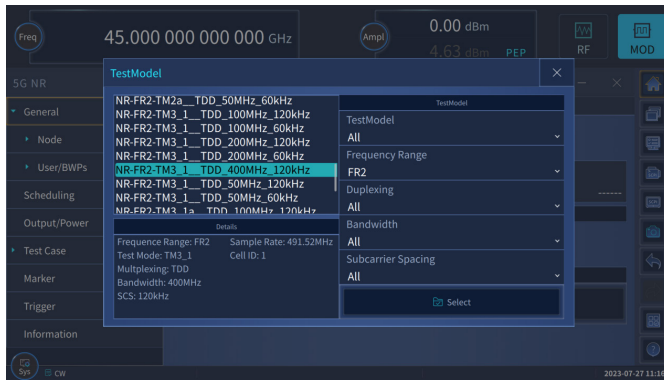 Freq
45.000 000 000 000 GHz
Ampl
0.00 dBm
4.63 dBm PEP
RF
MOD
5G NR
TestModel
General
Node
User/BWPs
Scheduling
Output/Power
Test Case
Marker
Trigger
Information
NR-FR2-TM2a__TDD_50MHz_60kHz
NR-FR2-TM3_1__TDD_100MHz_120kHz
NR-FR2-TM3_1__TDD_100MHz_60kHz
NR-FR2-TM3_1__TDD_200MHz_120kHz
NR-FR2-TM3_1__TDD_200MHz_60kHz
NR-FR2-TM3_1__TDD_400MHz_120kHz
NR-FR2-TM3_1__TDD_50MHz_120kHz
NR-FR2-TM3_1__TDD_50MHz_60kHz
NR-FR2-TM3_1a__TDD_100MHz_120kHz
Details
Frequence Range: FR2 Sample Rate: 491.52MHz
Test Mode: TM3_1 Cell ID: 1
Multplexing: TDD
Bandwidth: 400MHz
SCS: 120kHz
TestModel
TestModel
All
Frequency Range
FR2
Duplexing
All
Bandwidth
All
Subcarrier Spacing
All
Select
Sys
CW
2023-07-27 11:16